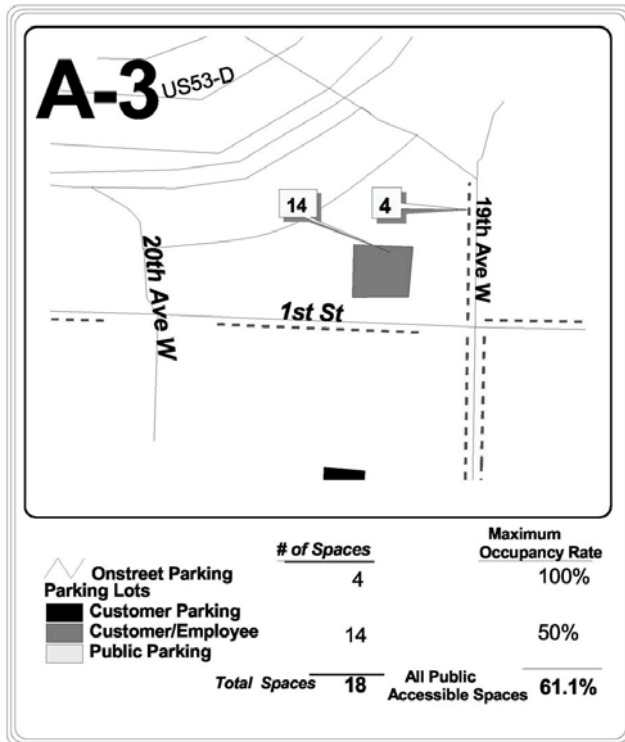 A-3
US53-D
14
4
19th Ave W
20th Ave W
1st St
# of Spaces
Maximum
Occupancy Rate
Onstreet Parking 4 100%
Parking Lots
Customer Parking
Customer/Employee 14 50%
Public Parking
Total Spaces 18 All Public
Accessible Spaces 61.1%